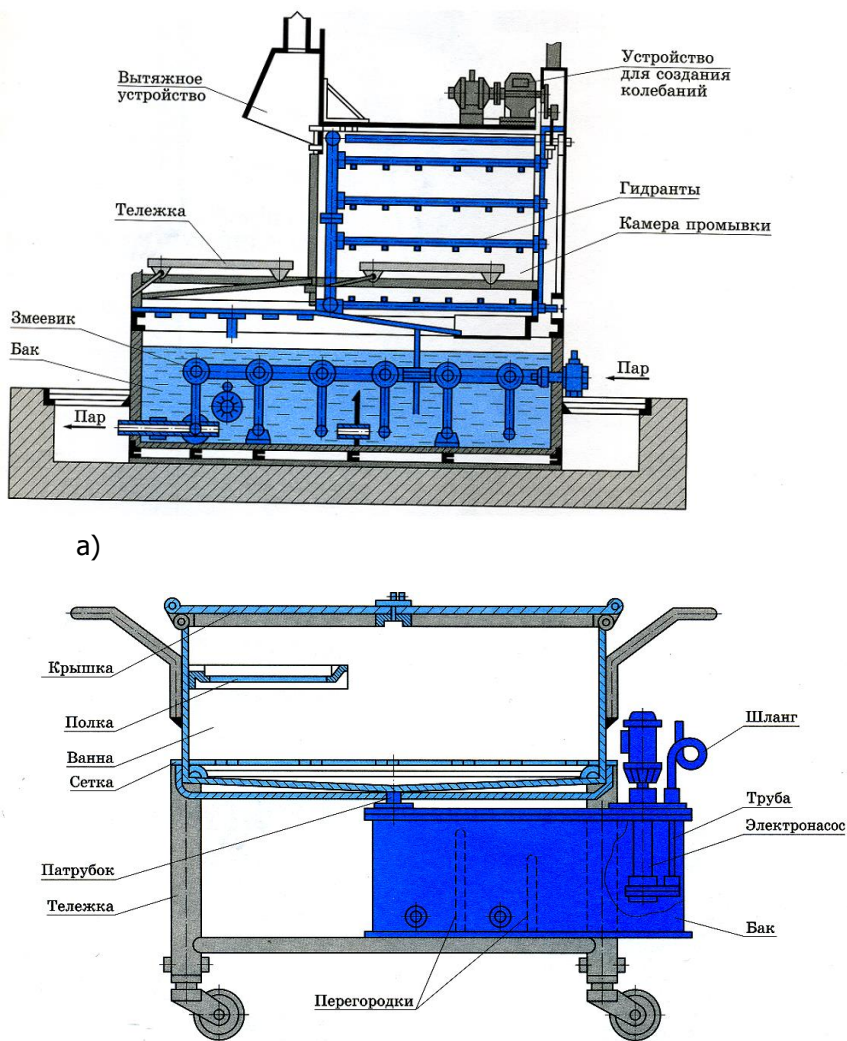 Вытяжное
устройство
Устройство
для создания
колебаний
Гидранты
Тележка
Камера промывки
Змеевик
Бак
Пар
Пар
а)
Крышка
Полка
Шланг
Ванна
Сетка
Труба
Электронасос
Патрубок
Тележка
Бак
Перегородки